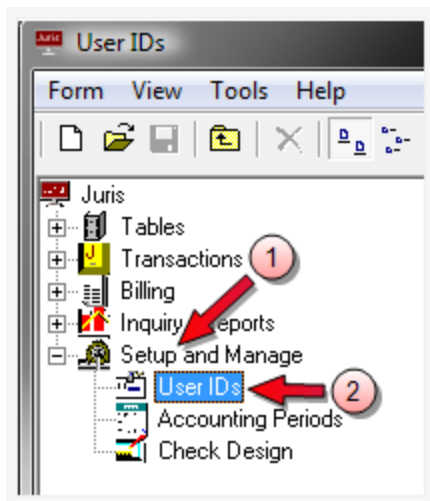 User IDs
Form View Tools Help
Juris
Tables
Transactions 1
Billing
Inquiry Reports
Setup and Manage
User IDs 2
Accounting Periods
Check Design